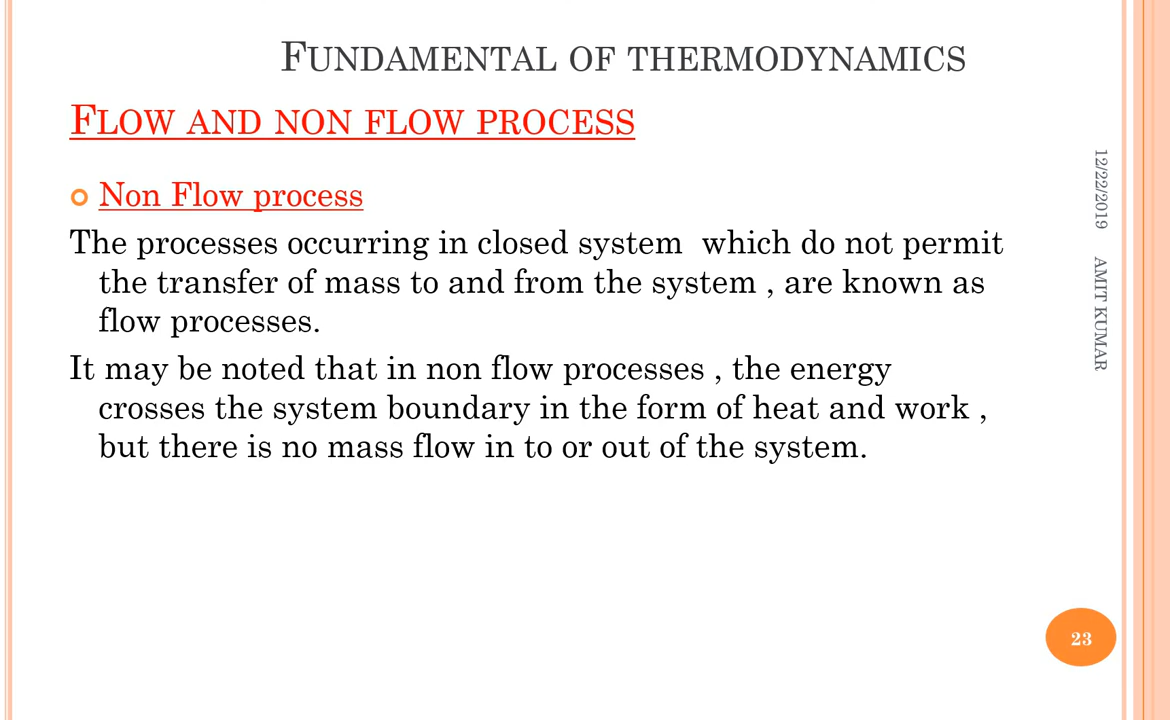 FUNDAMENTAL OF THERMODYNAMICS
FLOW AND NON FLOW PROCESS
Non Flow process
The processes occurring in closed system which do not permit
the transfer of mass to and from the system , are known as
flow processes.
It may be noted that in non flow processes , the energy
crosses the system boundary in the form of heat and work ,
but there is no mass flow in to or out of the system.
12/22/2019 AMIT KUMAR
23